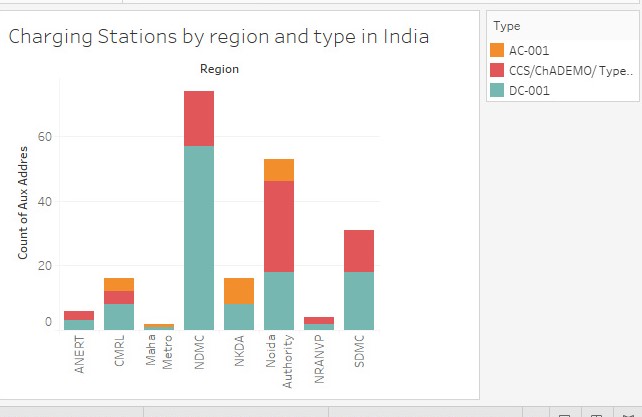 Charging Stations by region and type in India
Region
Count of Aux Addres
60
40
20
0
ANERT
CMRL
Maha
Metro
NDMC
NKDA
Noida
Authority
NRANVP
SDMC
Type
AC-001
CCS/ChADEMO/ Type..
DC-001